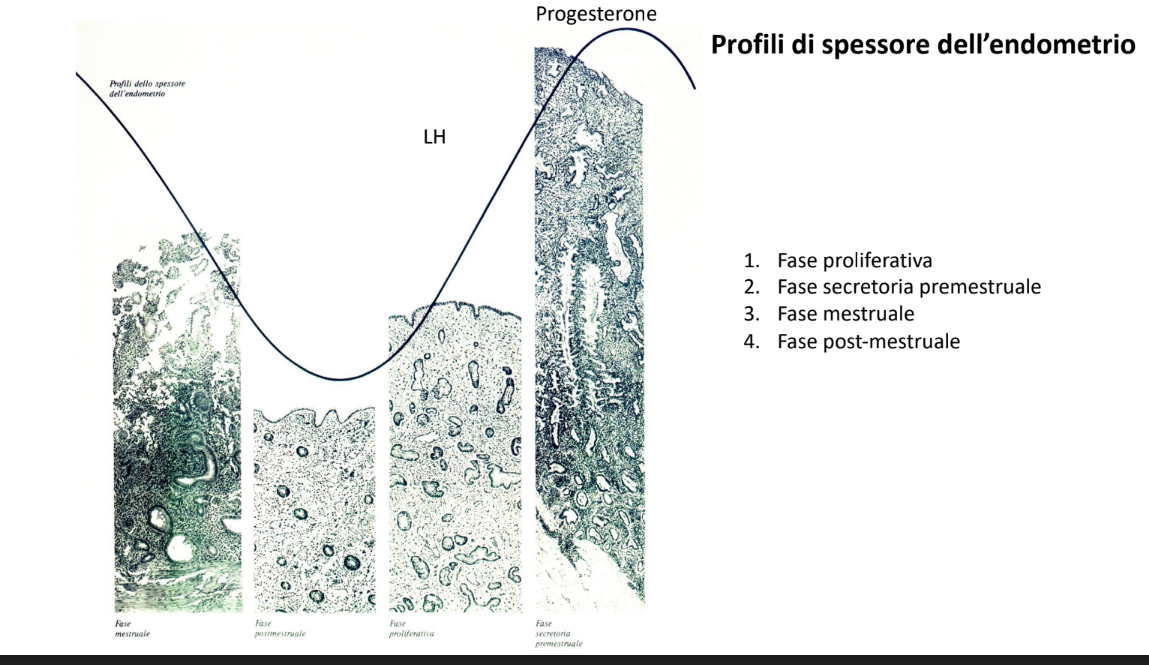 Progesterone
Profili di spessore dell’endometrio
Profili dello spessore
dell'endometrio
LH
1. Fase proliferativa
2. Fase secretoria premestruale
3. Fase mestruale
4. Fase post-mestruale
Fase
mestruale
Fase
postmestruale
Fase
proliferativa
Fase
secretoria
premestruale